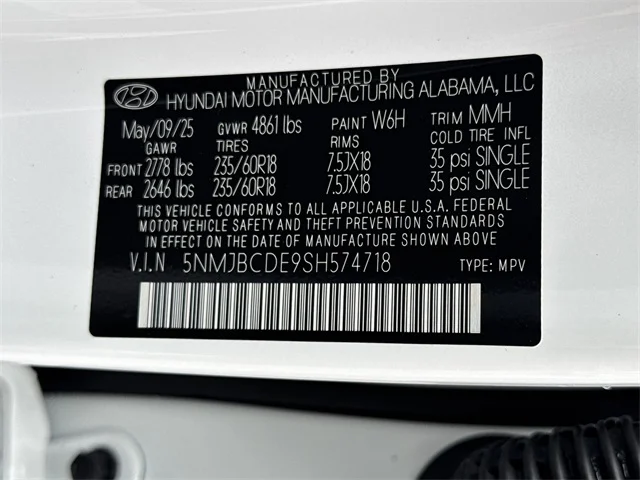 MANUFACTURED BY
HYUNDAI MOTOR MANUFACTURING ALABAMA, LLC
May/09/25 GVWR 4861 lbs PAINT W6H TRIM MMH
GAWR TIRES RIMS COLD TIRE INFL
FRONT 2778 lbs 235/60R18 7.5JX18 35 psi SINGLE
REAR 2646 lbs 235/60R18 7.5JX18 35 psi SINGLE
THIS VEHICLE CONFORMS TO ALL APPLICABLE U.S.A. FEDERAL
MOTOR VEHICLE SAFETY AND THEFT PREVENTION STANDARDS
IN EFFECT ON THE DATE OF MANUFACTURE SHOWN ABOVE.
V.I.N 5NMJBCDE9SH574718 TYPE: MPV